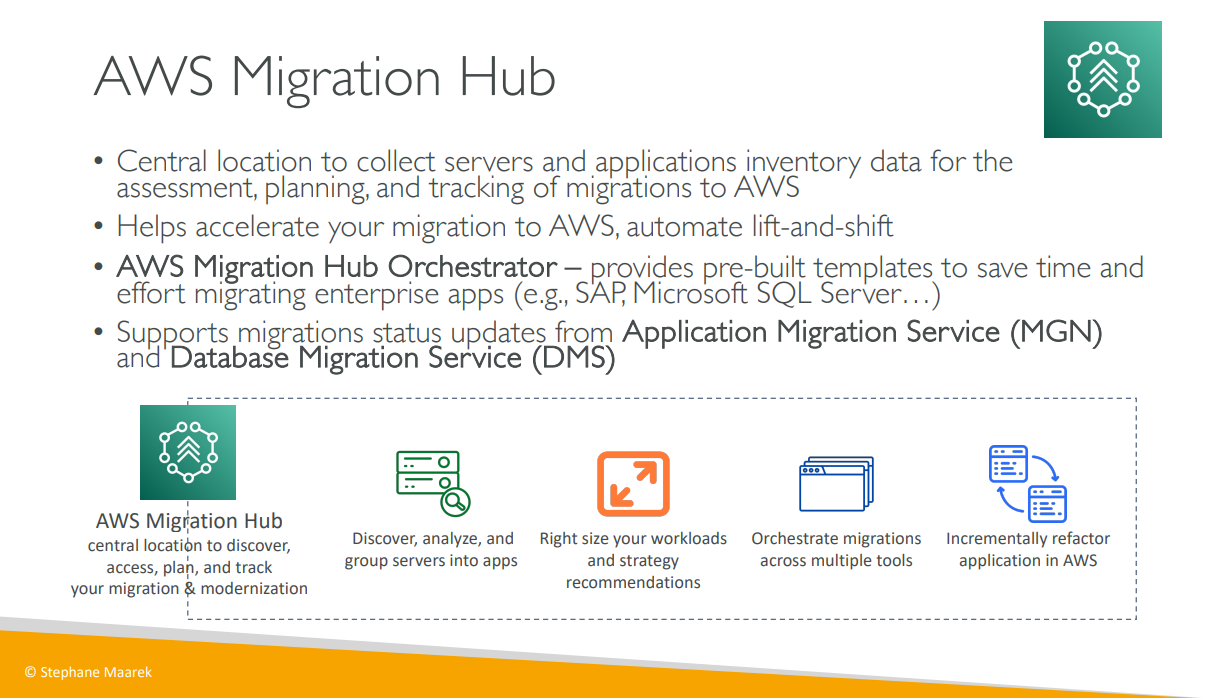 AWS Migration Hub
• Central location to collect servers and applications inventory data for the
assessment, planning, and tracking of migrations to AWS
• Helps accelerate your migration to AWS, automate lift-and-shift
• AWS Migration Hub Orchestrator – provides pre-built templates to save time and
effort migrating enterprise apps (e.g., SAP, Microsoft SQL Server…)
• Supports migrations status updates from Application Migration Service (MGN)
and Database Migration Service (DMS)
AWS Migration Hub
central location to discover,
access, plan, and track
your migration & modernization
Discover, analyze, and
group servers into apps
Right size your workloads
and strategy
recommendations
Orchestrate migrations
across multiple tools
Incrementally refactor
application in AWS
© Stephane Maarek